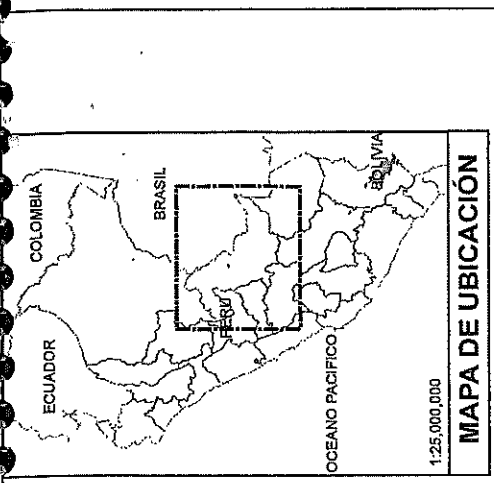 COLOMBIA
ECUADOR
BRASIL
PERU
BOLIVIA
OCEANO PACIFICO
1:25,000,000
MAPA DE UBICACIÓN